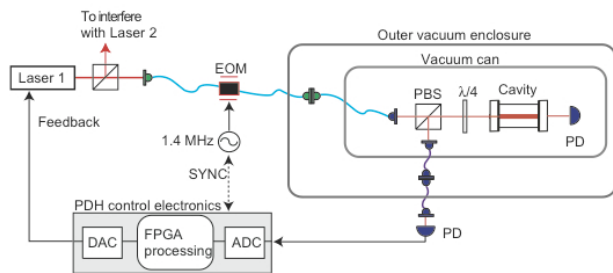 To interfere
with Laser 2
Outer vacuum enclosure
Vacuum can
Laser 1
EOM
PBS
λ/4
Cavity
Feedback
1.4 MHz
PD
SYNC
PDH control electronics
DAC
FPGA
processing
ADC
PD